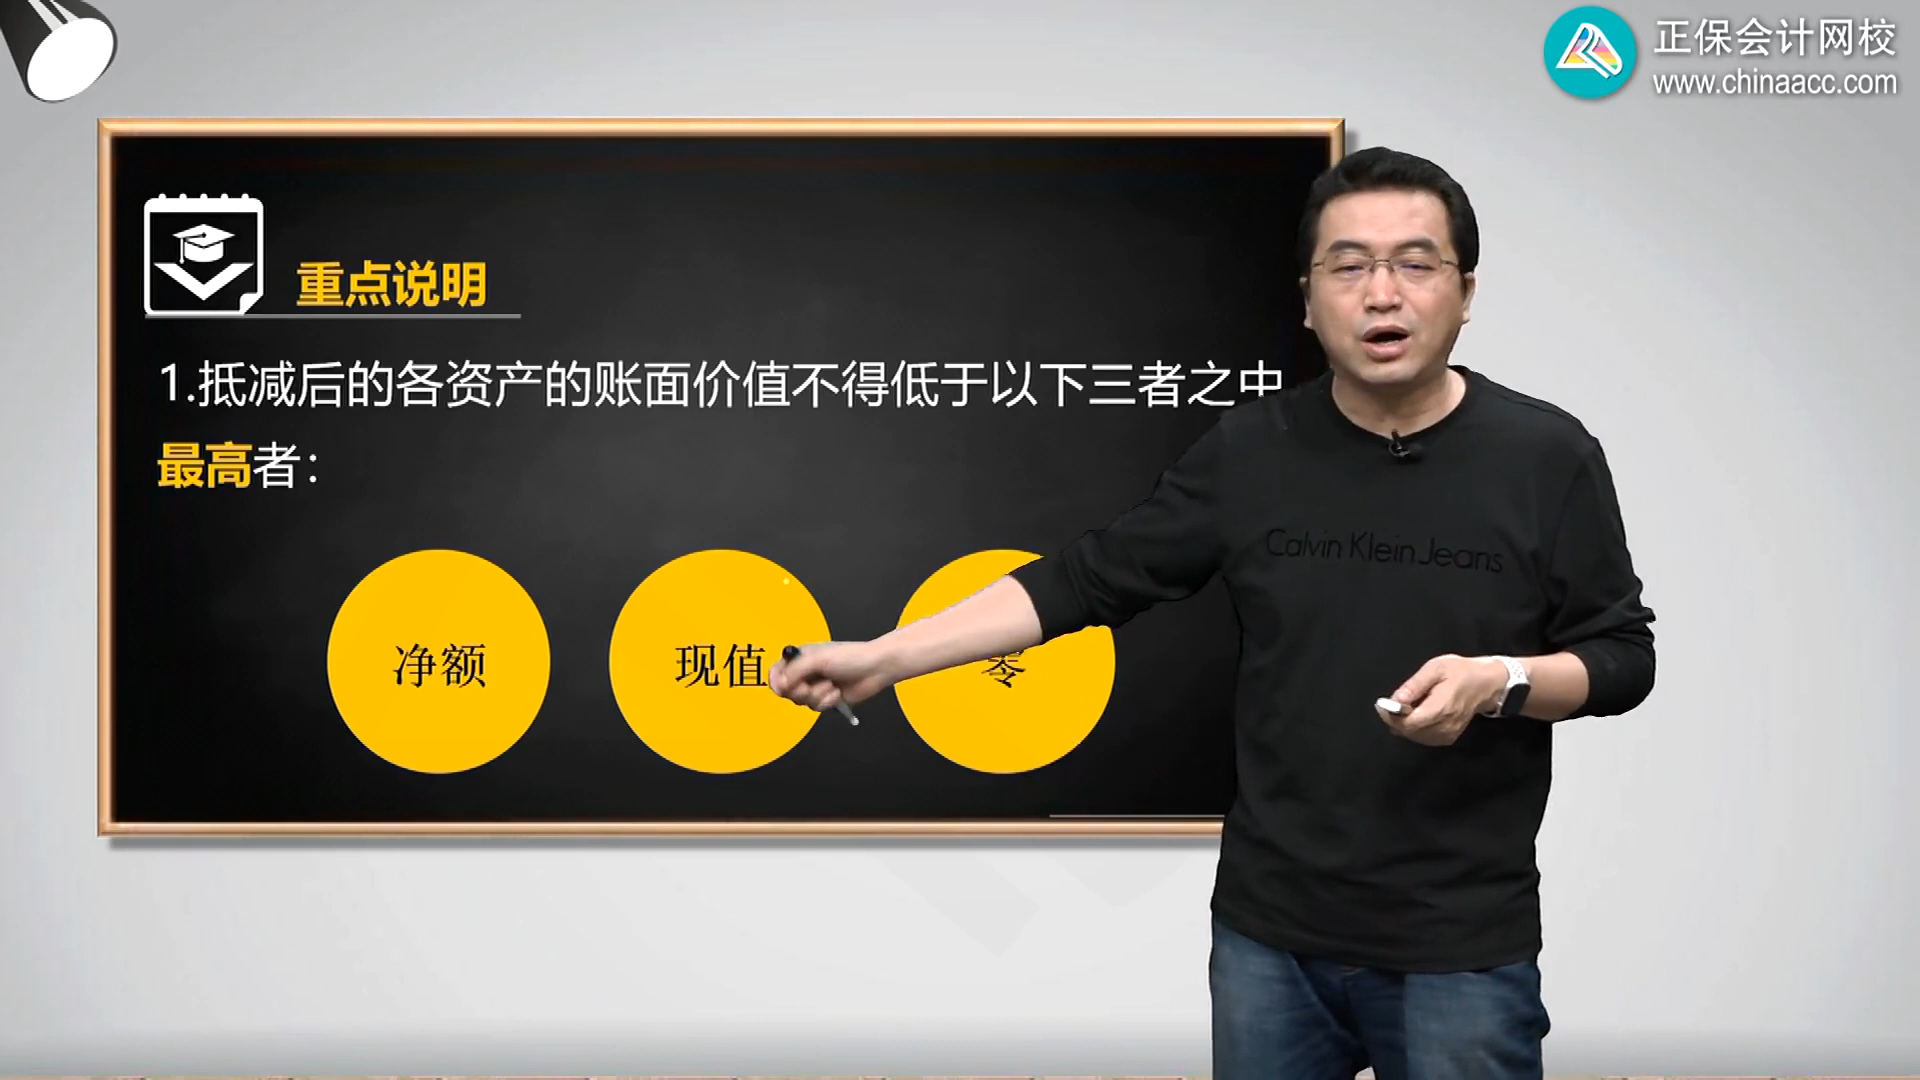 正保会计网校
www.chinaacc.com
重点说明
1.抵减后的各资产的账面价值不得低于以下三者之中
最高者：
净额
现值
零
Calvin Klein Jeans